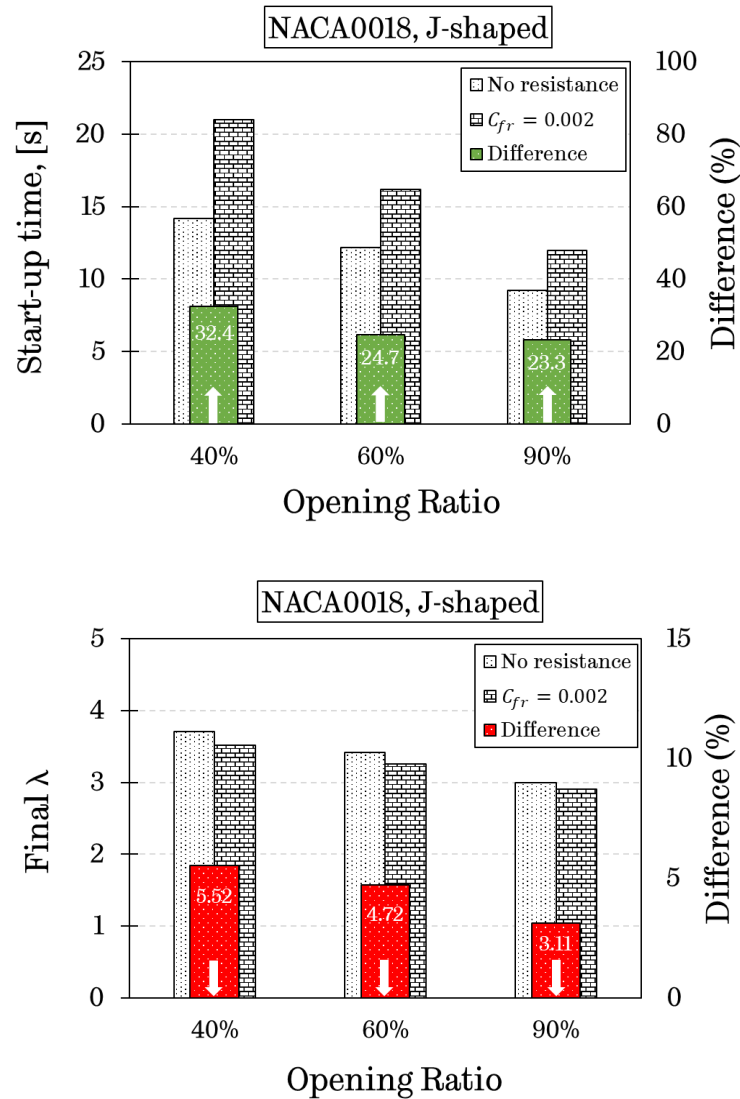 NACA0018, J-shaped
25
20
15
10
5
0
Start-up time, [s]
100
80
60
40
20
0
Difference (%)
No resistance
C_fr = 0.002
Difference
32.4
24.7
23.3
40%
60%
90%
Opening Ratio
NACA0018, J-shaped
5
4
3
2
1
0
Final λ
15
10
5
0
Difference (%)
No resistance
C_fr = 0.002
Difference
5.52
4.72
3.11
40%
60%
90%
Opening Ratio